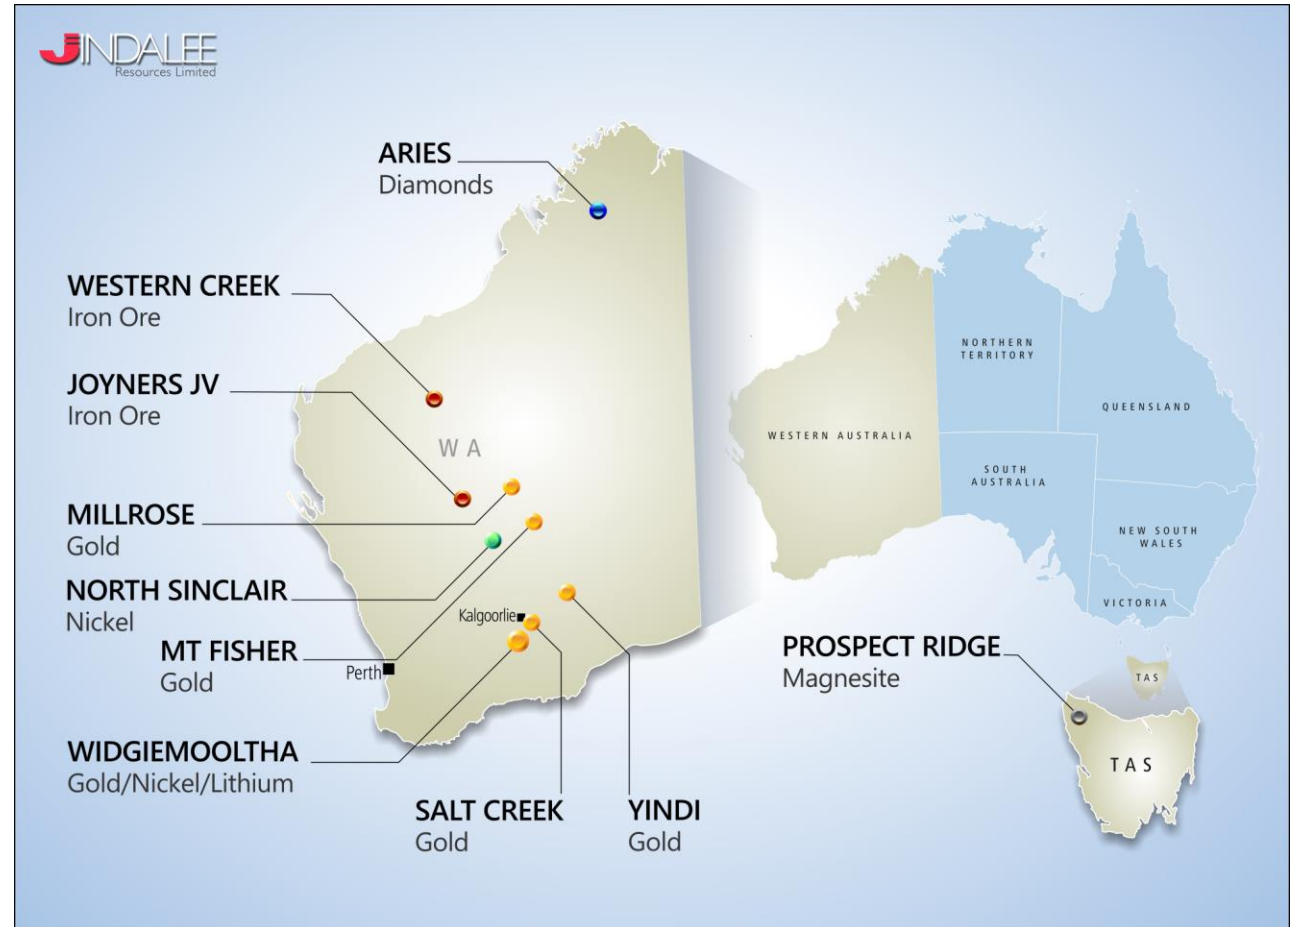 JINDALEE
Resources Limited
ARIES
Diamonds
WESTERN CREEK
Iron Ore
JOYNERS JV
Iron Ore
WA
MILLROSE
Gold
NORTH SINCLAIR
Nickel
Kalgoorlie
MT FISHER
Gold
Perth
WIDGIEMOOLTHA
Gold/Nickel/Lithium
SALT CREEK
Gold
YINDI
Gold
NORTHERN
TERRITORY
QUEENSLAND
WESTERN AUSTRALIA
SOUTH
AUSTRALIA
NEW SOUTH
WALES
VICTORIA
PROSPECT RIDGE
Magnesite
TAS
TAS